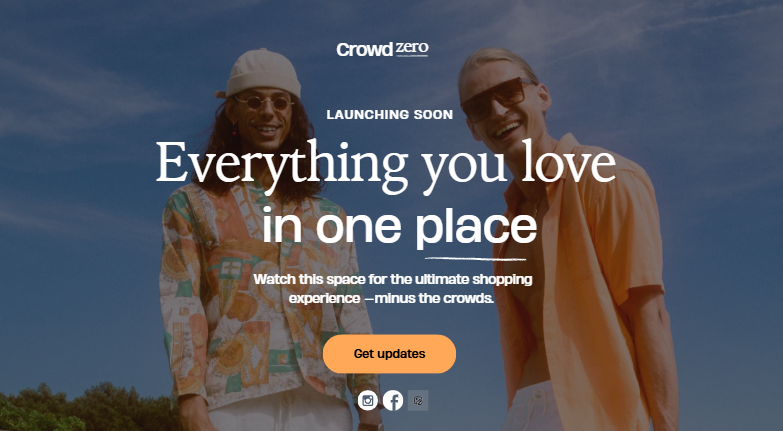 Crowd zero
LAUNCHING SOON
Everything you love
in one place
Watch this space for the ultimate shopping
experience —minus the crowds.
Get updates